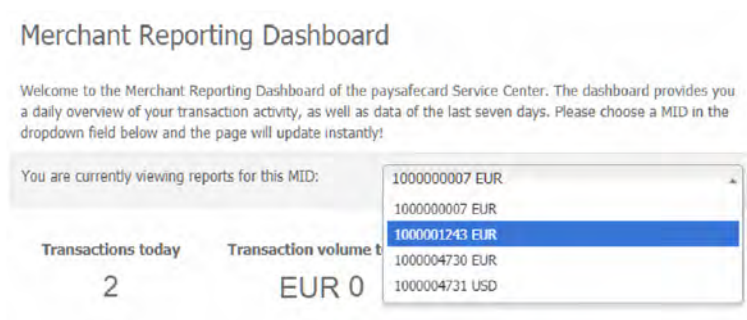 Merchant Reporting Dashboard
Welcome to the Merchant Reporting Dashboard of the paysafecard Service Center. The dashboard provides you
a daily overview of your transaction activity, as well as data of the last seven days. Please choose a MID in the
dropdown field below and the page will update instantly!
You are currently viewing reports for this MID:
1000000007 EUR
1000000007 EUR
1000001243 EUR
1000004730 EUR
1000004731 USD
Transactions today
Transaction volume t
2
EUR 0